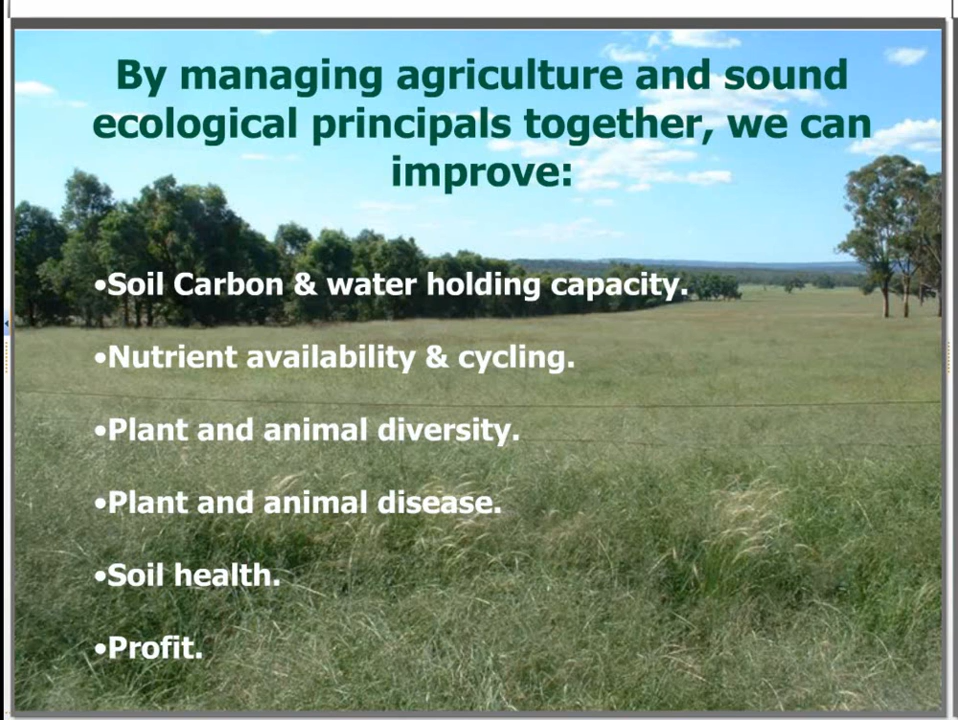 By managing agriculture and sound
ecological principals together, we can
improve:
•Soil Carbon & water holding capacity.
•Nutrient availability & cycling.
•Plant and animal diversity.
•Plant and animal disease.
•Soil health.
•Profit.